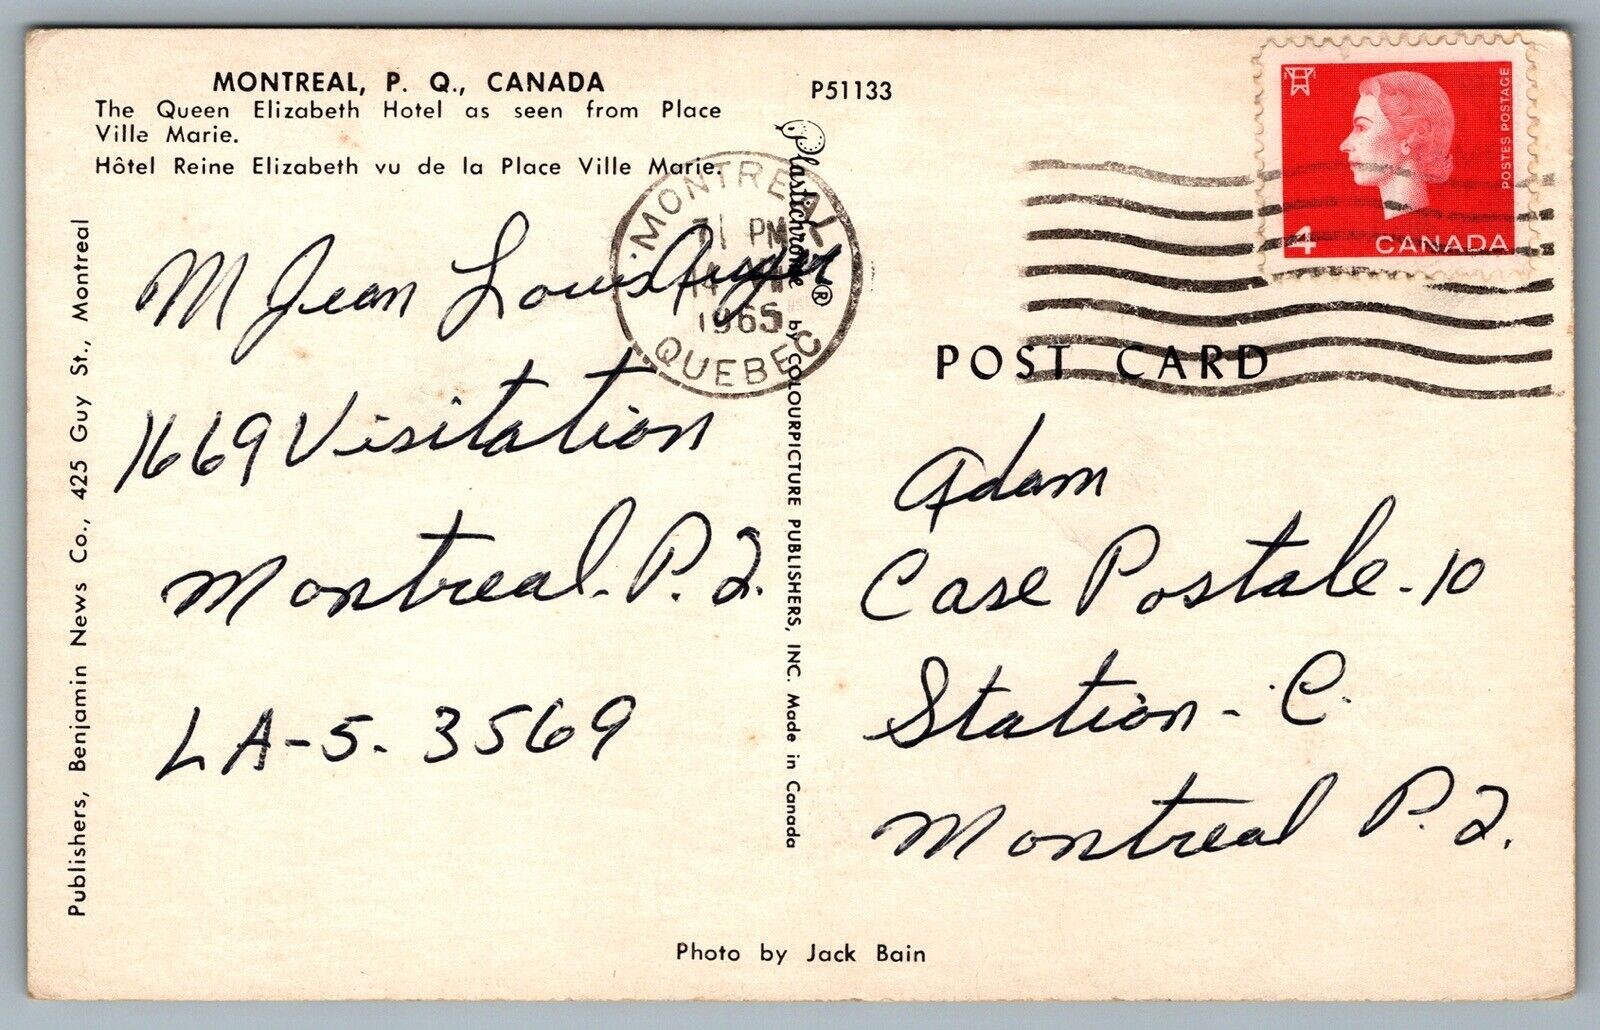 MONTREAL, P. Q., CANADA
The Queen Elizabeth Hotel as seen from Place
Ville Marie.
Hôtel Reine Elizabeth vu de la Place Ville Marie.
P51133
Publishers, Benjamin News Co., 425 Guy St., Montreal
Plastichrome® by COLOURPICTURE PUBLISHERS, INC. Made in Canada
MONTREAL
PM
1965
QUEBEC
POSTES POSTAGE
4 CANADA
POST CARD
M Jean Louis Auger
1669 Visitation
Montreal. P. Q.
LA-5-3569
Adam
Case Postale-10
Station-C.
Montreal P. Q.
Photo by Jack Bain